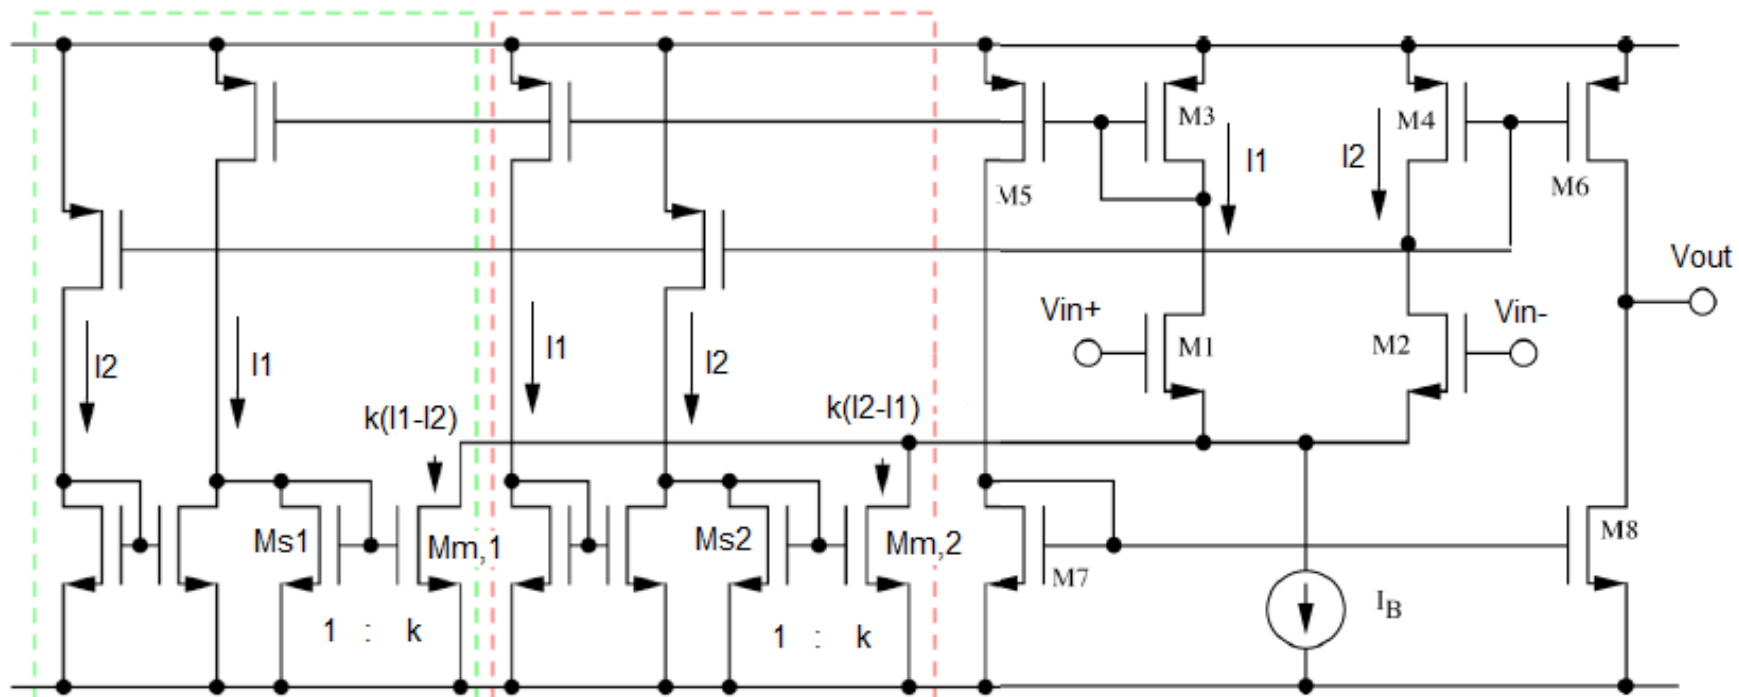 M3
I1
I2
M4
M5
M6
Vin+
M1
M2
Vin-
Vout
I2
I1
I1
I2
k(I1-I2)
k(I2-I1)
Ms1
Mm,1
Ms2
Mm,2
M7
IB
M8
1 : k
1 : k